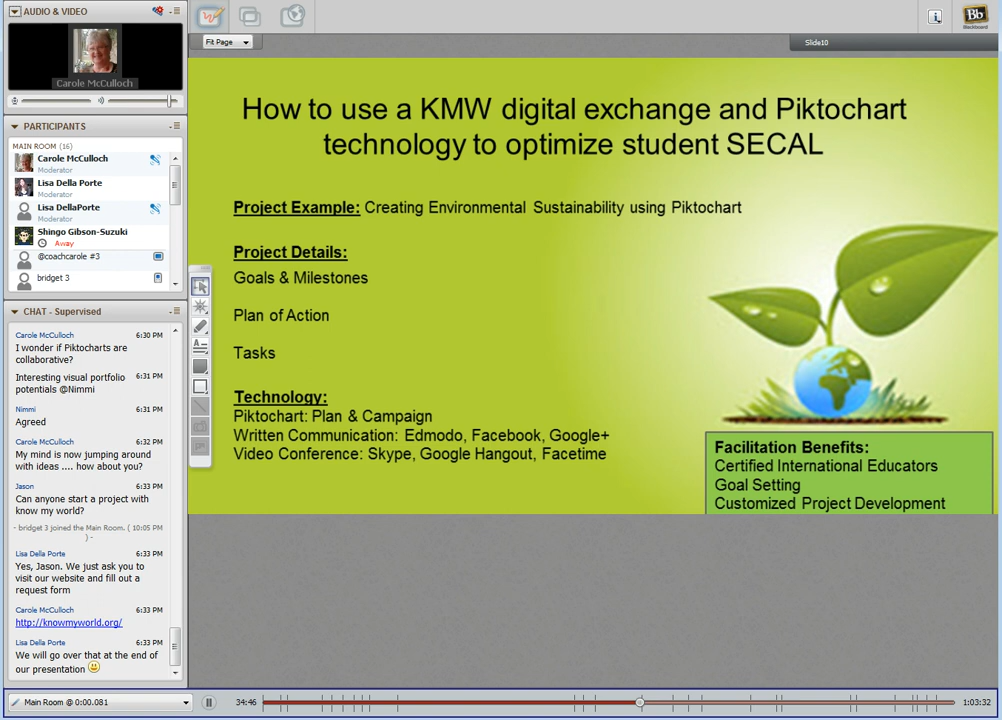 AUDIO & VIDEO
Carole McCulloch
PARTICIPANTS
MAIN ROOM (16)
Carole McCulloch
Moderator
Lisa Della Porte
Moderator
Lisa DellaPorte
Moderator
Shingo Gibson-Suzuki
Away
@coachcarole #3
bridget 3
CHAT - Supervised
Carole McCulloch 6:30 PM
I wonder if Piktocharts are
collaborative?
Interesting visual portfolio 6:31 PM
potentials @Nimmi
Nimmi 6:31 PM
Agreed
Carole McCulloch 6:32 PM
My mind is now jumping around
with ideas .... how about you?
Jason 6:33 PM
Can anyone start a project with
know my world?
- bridget 3 joined the Main Room. ( 10:05 PM
) -
Lisa Della Porte 6:33 PM
Yes, Jason. We just ask you to
visit our website and fill out a
request form
Carole McCulloch 6:33 PM
http://knowmyworld.org/
Lisa Della Porte 6:33 PM
We will go over that at the end of
our presentation
Fit Page
Slide10
Bb
Blackboard
How to use a KMW digital exchange and Piktochart
technology to optimize student SECAL
Project Example: Creating Environmental Sustainability using Piktochart
Project Details:
Goals & Milestones
Plan of Action
Tasks
Technology:
Piktochart: Plan & Campaign
Written Communication: Edmodo, Facebook, Google+
Video Conference: Skype, Google Hangout, Facetime
Facilitation Benefits:
Certified International Educators
Goal Setting
Customized Project Development
Main Room @ 0:00.081
34:46
1:03:32